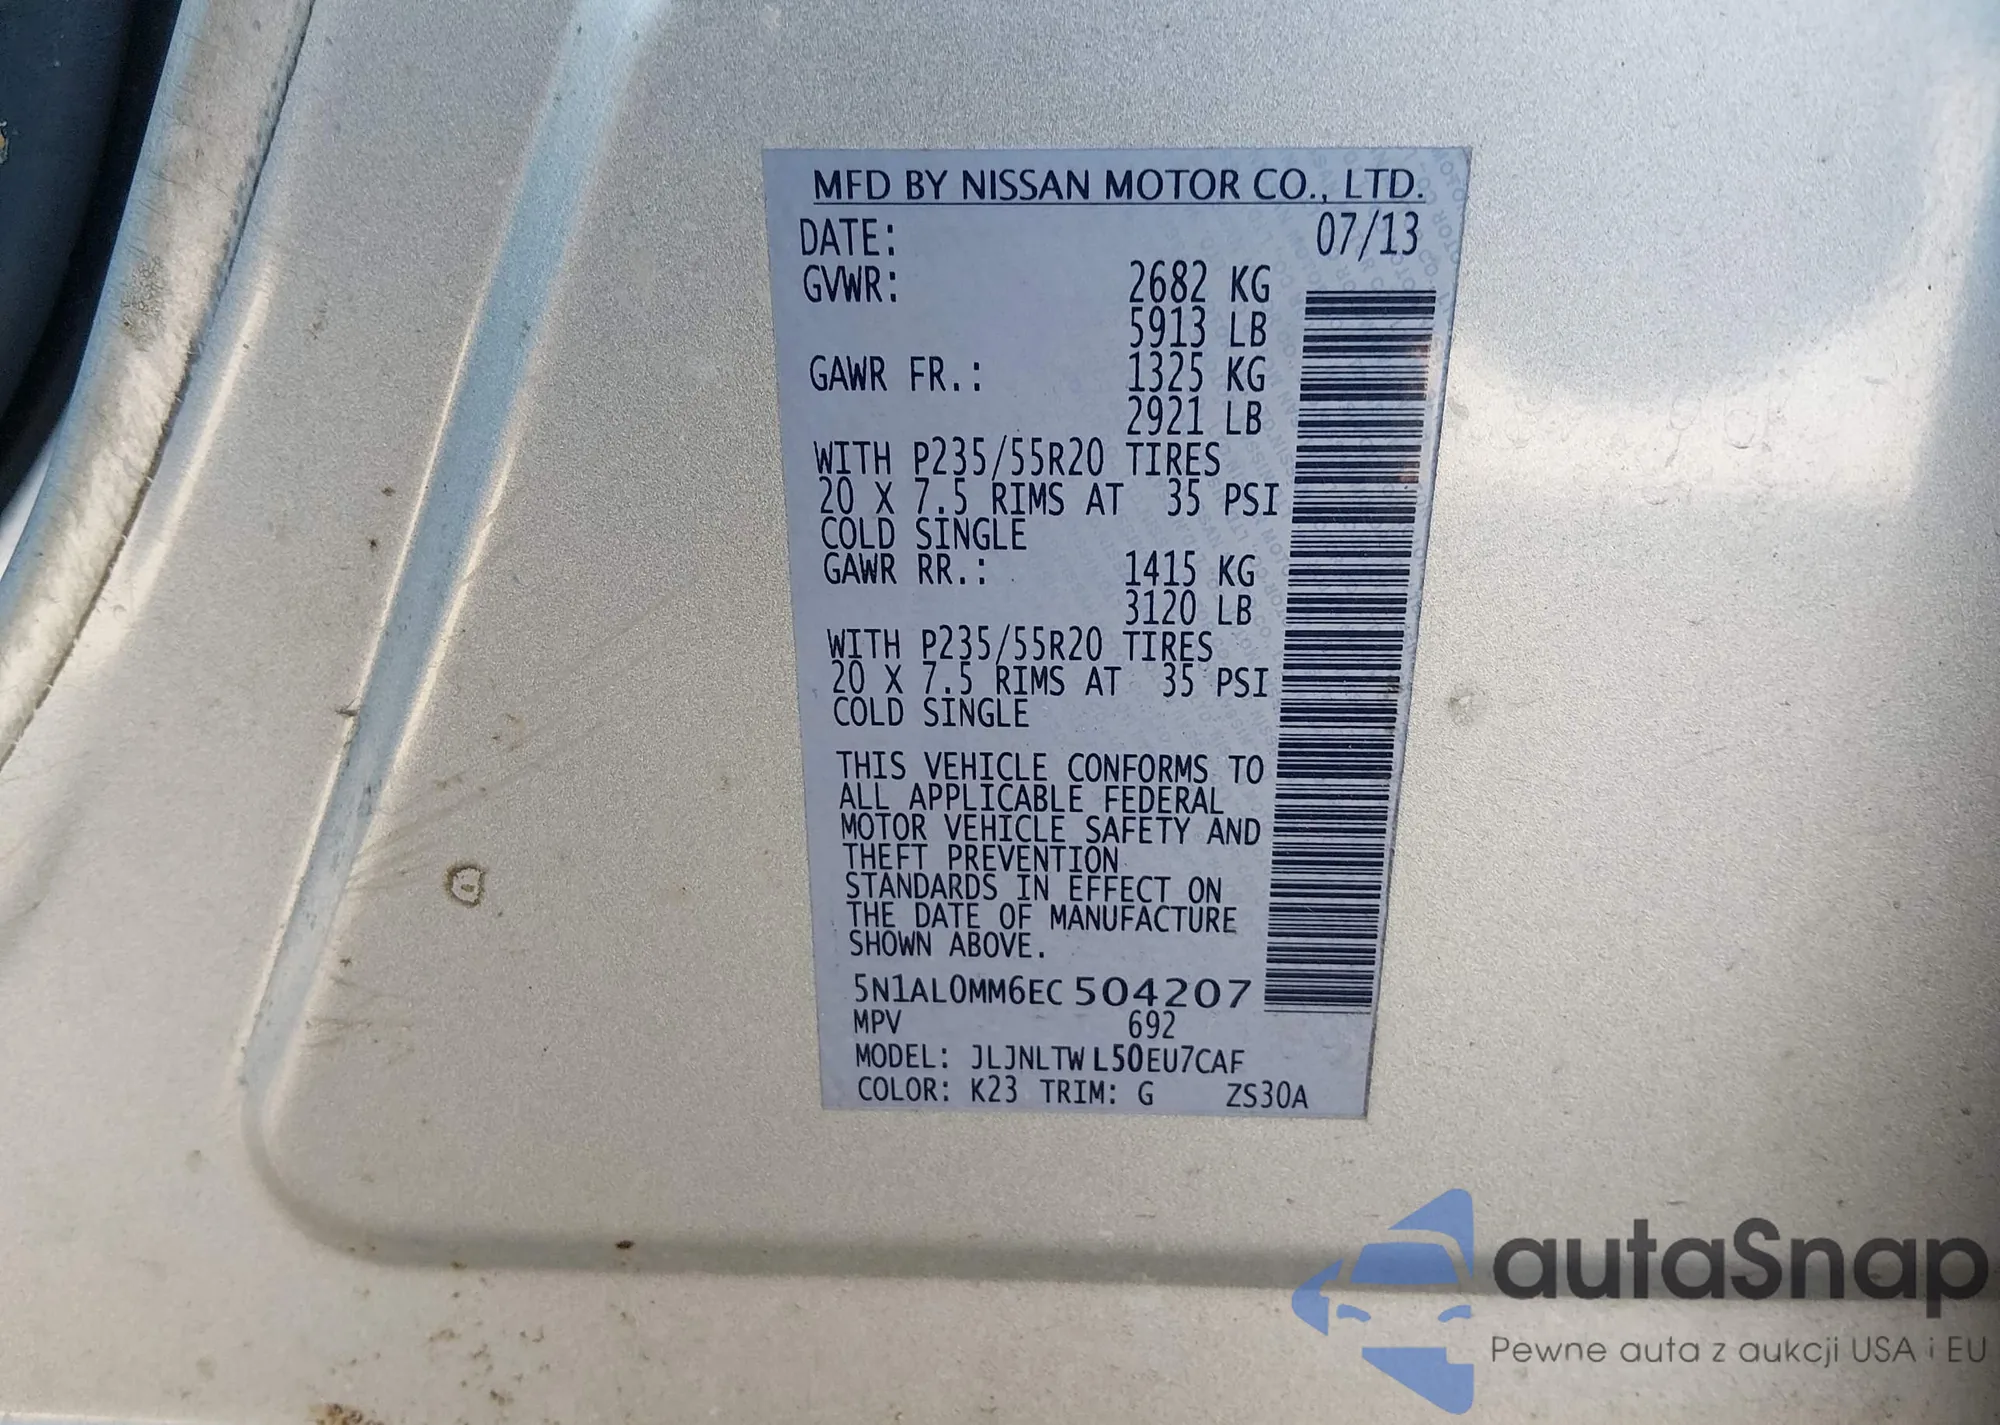 MFD BY NISSAN MOTOR CO., LTD.
DATE: 07/13
GVWR: 2682 KG
5913 LB
GAWR FR.: 1325 KG
2921 LB
WITH P235/55R20 TIRES
20 X 7.5 RIMS AT 35 PSI
COLD SINGLE
GAWR RR.: 1415 KG
3120 LB
WITH P235/55R20 TIRES
20 X 7.5 RIMS AT 35 PSI
COLD SINGLE
THIS VEHICLE CONFORMS TO
ALL APPLICABLE FEDERAL
MOTOR VEHICLE SAFETY AND
THEFT PREVENTION
STANDARDS IN EFFECT ON
THE DATE OF MANUFACTURE
SHOWN ABOVE.
5N1AL0MM6EC504207
MPV 692
MODEL: JLJNLTWL50EU7CAF
COLOR: K23 TRIM: G ZS30A
autaSnap
Pewne auta z aukcji USA i EU